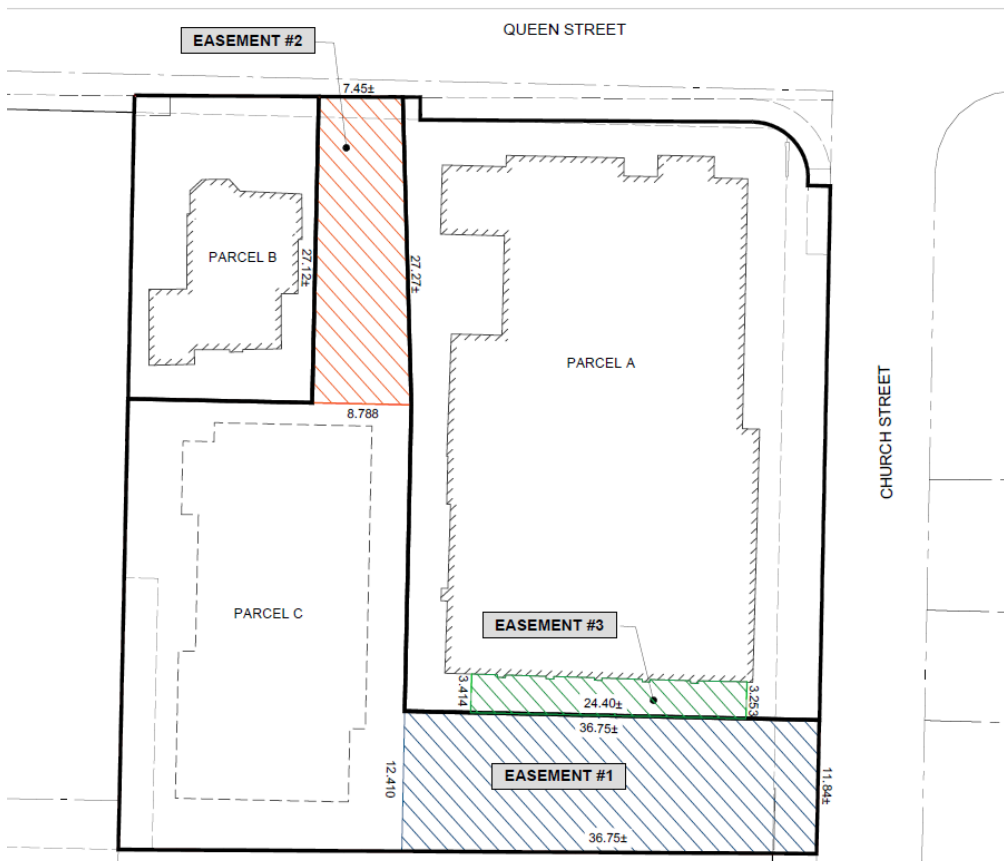 QUEEN STREET
EASEMENT #2
7.45±
PARCEL B
27.12±
27.27±
PARCEL A
8.788
CHURCH STREET
PARCEL C
EASEMENT #3
3.414
24.40±
3.253
36.75±
12.410
EASEMENT #1
11.84±
36.75±